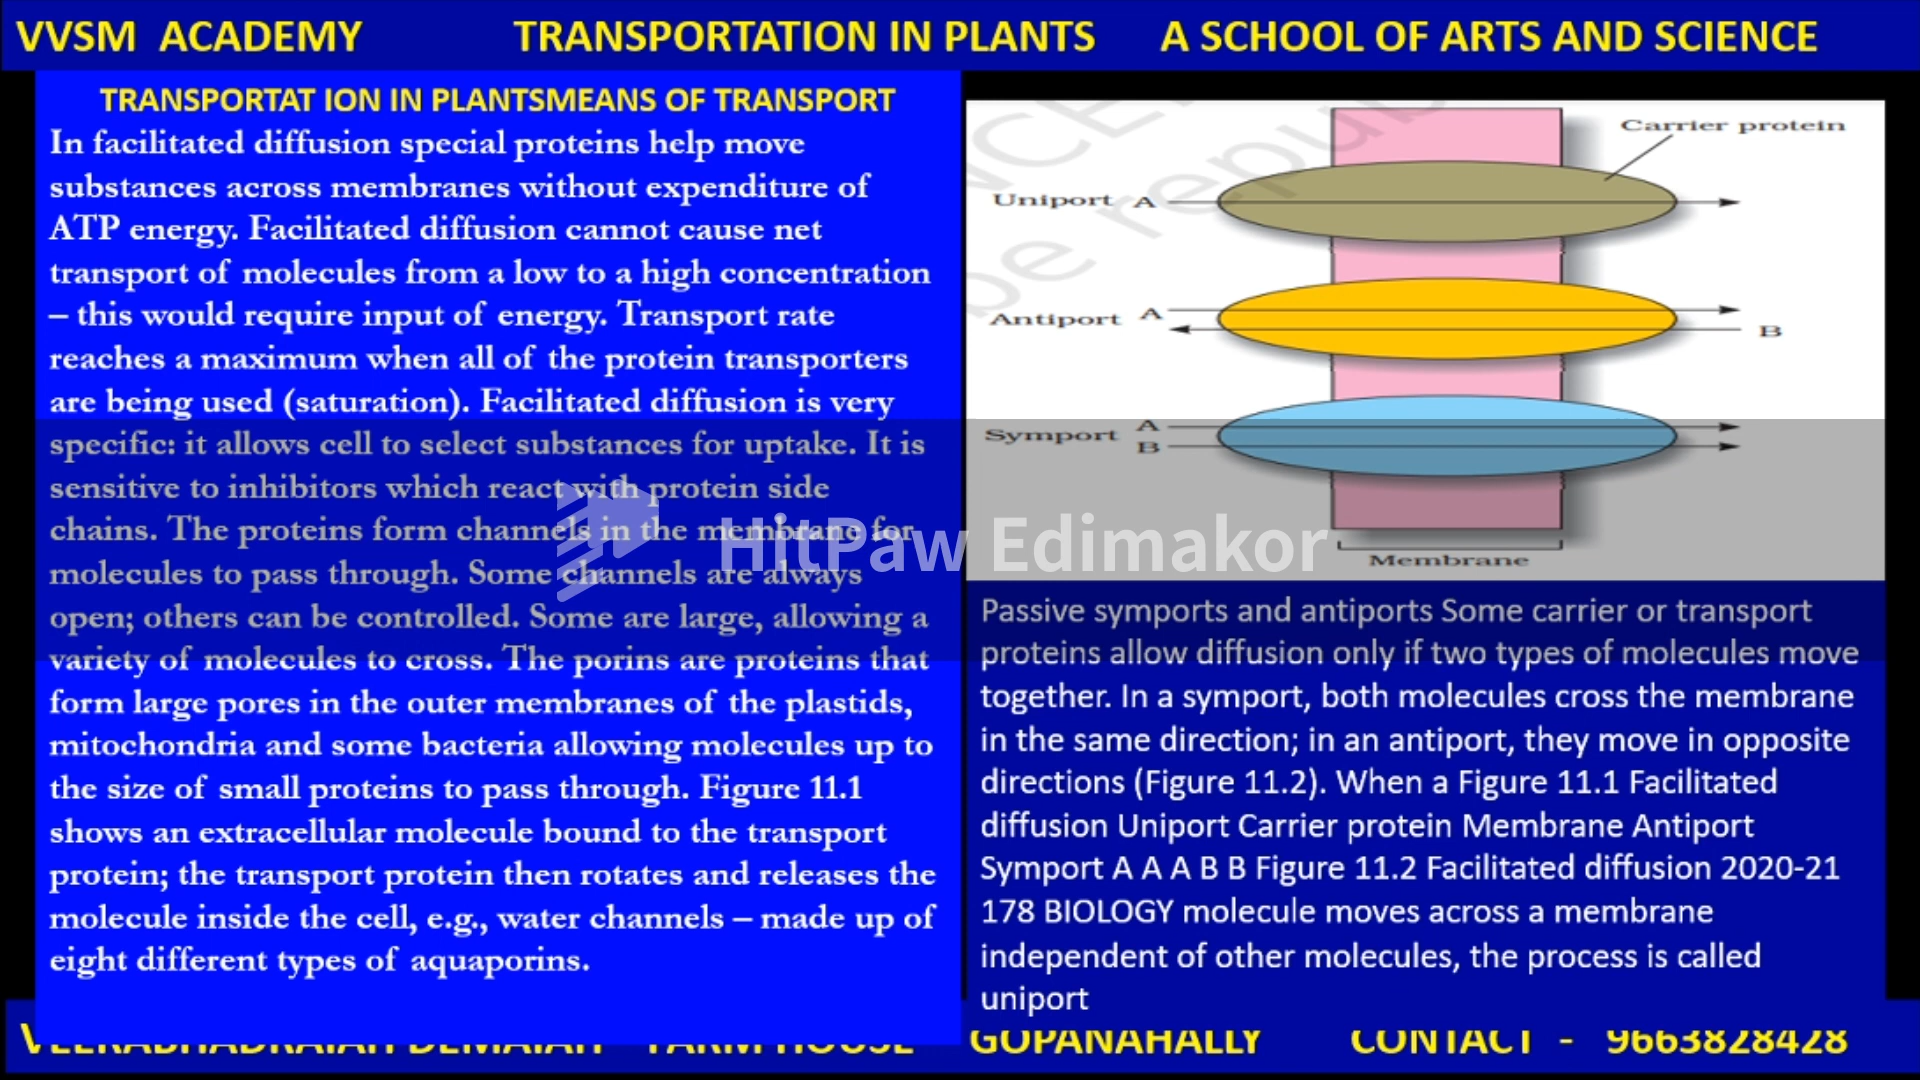 VVSM ACADEMY TRANSPORTATION IN PLANTS A SCHOOL OF ARTS AND SCIENCE
TRANSPORTAT ION IN PLANTSMEANS OF TRANSPORT
In facilitated diffusion special proteins help move
substances across membranes without expenditure of
ATP energy. Facilitated diffusion cannot cause net
transport of molecules from a low to a high concentration
– this would require input of energy. Transport rate
reaches a maximum when all of the protein transporters
are being used (saturation). Facilitated diffusion is very
specific: it allows cell to select substances for uptake. It is
sensitive to inhibitors which react with protein side
chains. The proteins form channels in the membrane for
molecules to pass through. Some channels are always
open; others can be controlled. Some are large, allowing a
variety of molecules to cross. The porins are proteins that
form large pores in the outer membranes of the plastids,
mitochondria and some bacteria allowing molecules up to
the size of small proteins to pass through. Figure 11.1
shows an extracellular molecule bound to the transport
protein; the transport protein then rotates and releases the
molecule inside the cell, e.g., water channels – made up of
eight different types of aquaporins.
Carrier protein
Uniport A
Antiport A
B
Symport A
B
Membrane
HitPaw Edimakor
Passive symports and antiports Some carrier or transport
proteins allow diffusion only if two types of molecules move
together. In a symport, both molecules cross the membrane
in the same direction; in an antiport, they move in opposite
directions (Figure 11.2). When a Figure 11.1 Facilitated
diffusion Uniport Carrier protein Membrane Antiport
Symport A A A B B Figure 11.2 Facilitated diffusion 2020-21
178 BIOLOGY molecule moves across a membrane
independent of other molecules, the process is called
uniport
GOPANAHALLY CONTACT - 9663828428